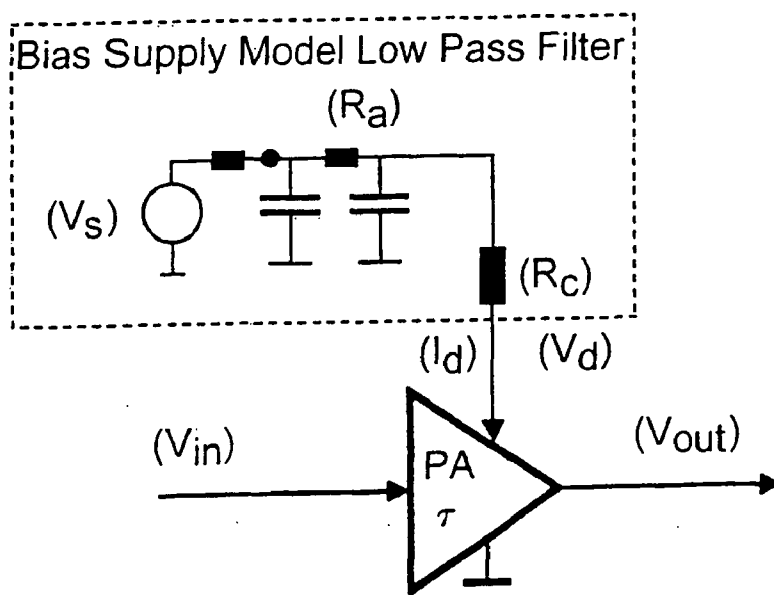 Bias Supply Model Low Pass Filter
(Ra)
(Vs)
(Rc)
(Id) (Vd)
(Vin) (Vout)
PA
τ